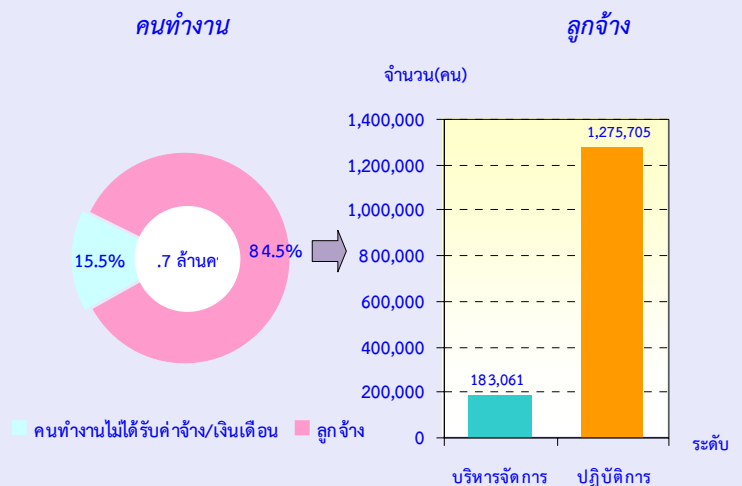 คนทำงาน
ลูกจ้าง
จำนวน(คน)
1,400,000
1,200,000
1,000,000
800,000
600,000
400,000
200,000
0
1,275,705
183,061
บริหารจัดการ
ปฏิบัติการ
ระดับ
15.5%
.7 ล้านค
84.5%
คนทำงานไม่ได้รับค่าจ้าง/เงินเดือน
ลูกจ้าง